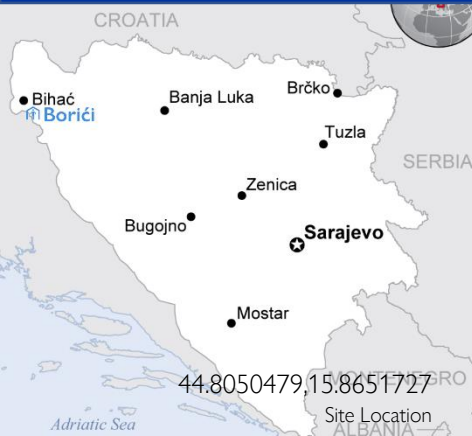 CROATIA
Bihać
Borići
Banja Luka
Brčko
Tuzla
SERBIA
Zenica
Bugojno
Sarajevo
Mostar
MONTENEGRO
44.8050479,15.8651727
Site Location
Adriatic Sea
ALBANIA